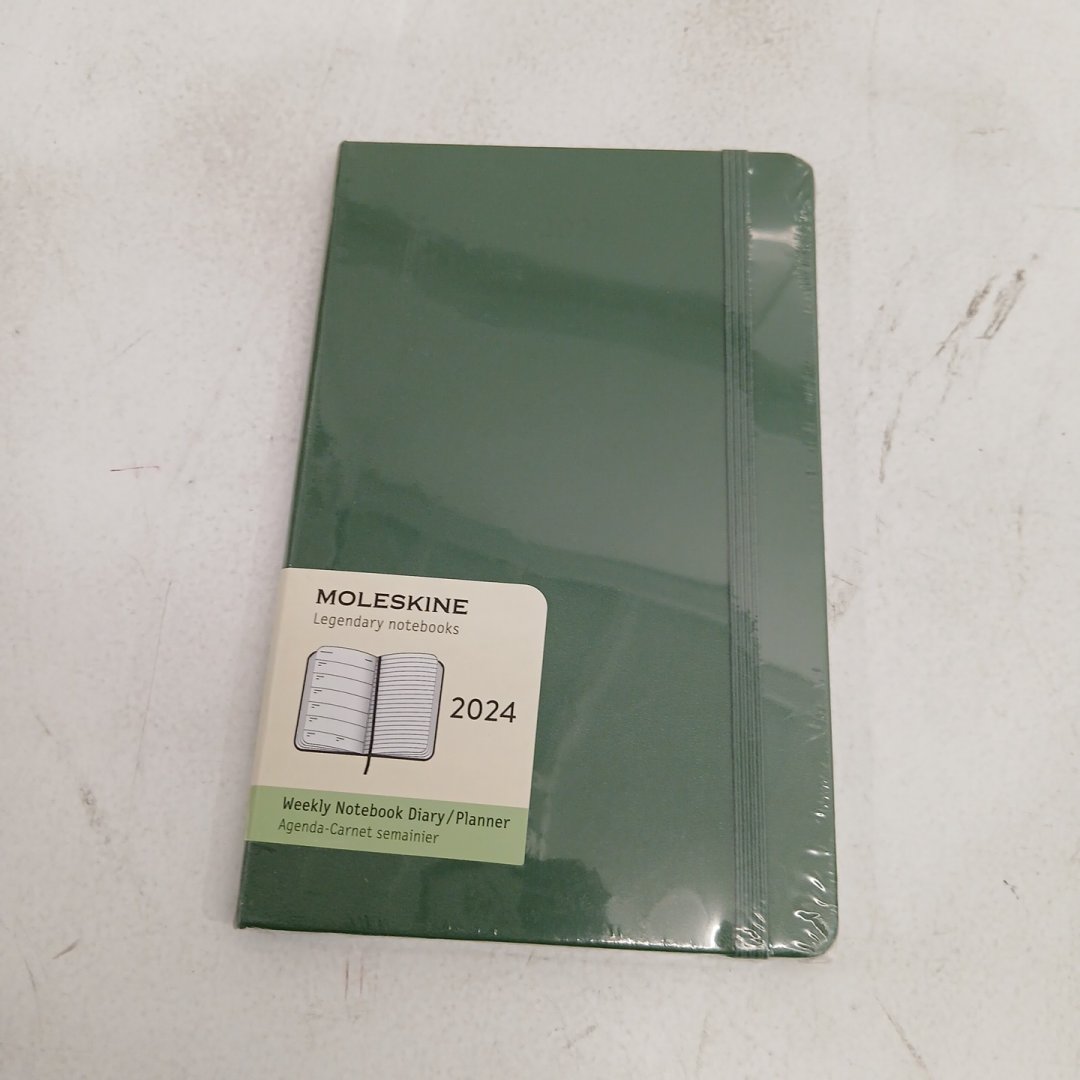 MOLESKINE
Legendary notebooks
2024
Weekly Notebook Diary/Planner
Agenda-Carnet semainier